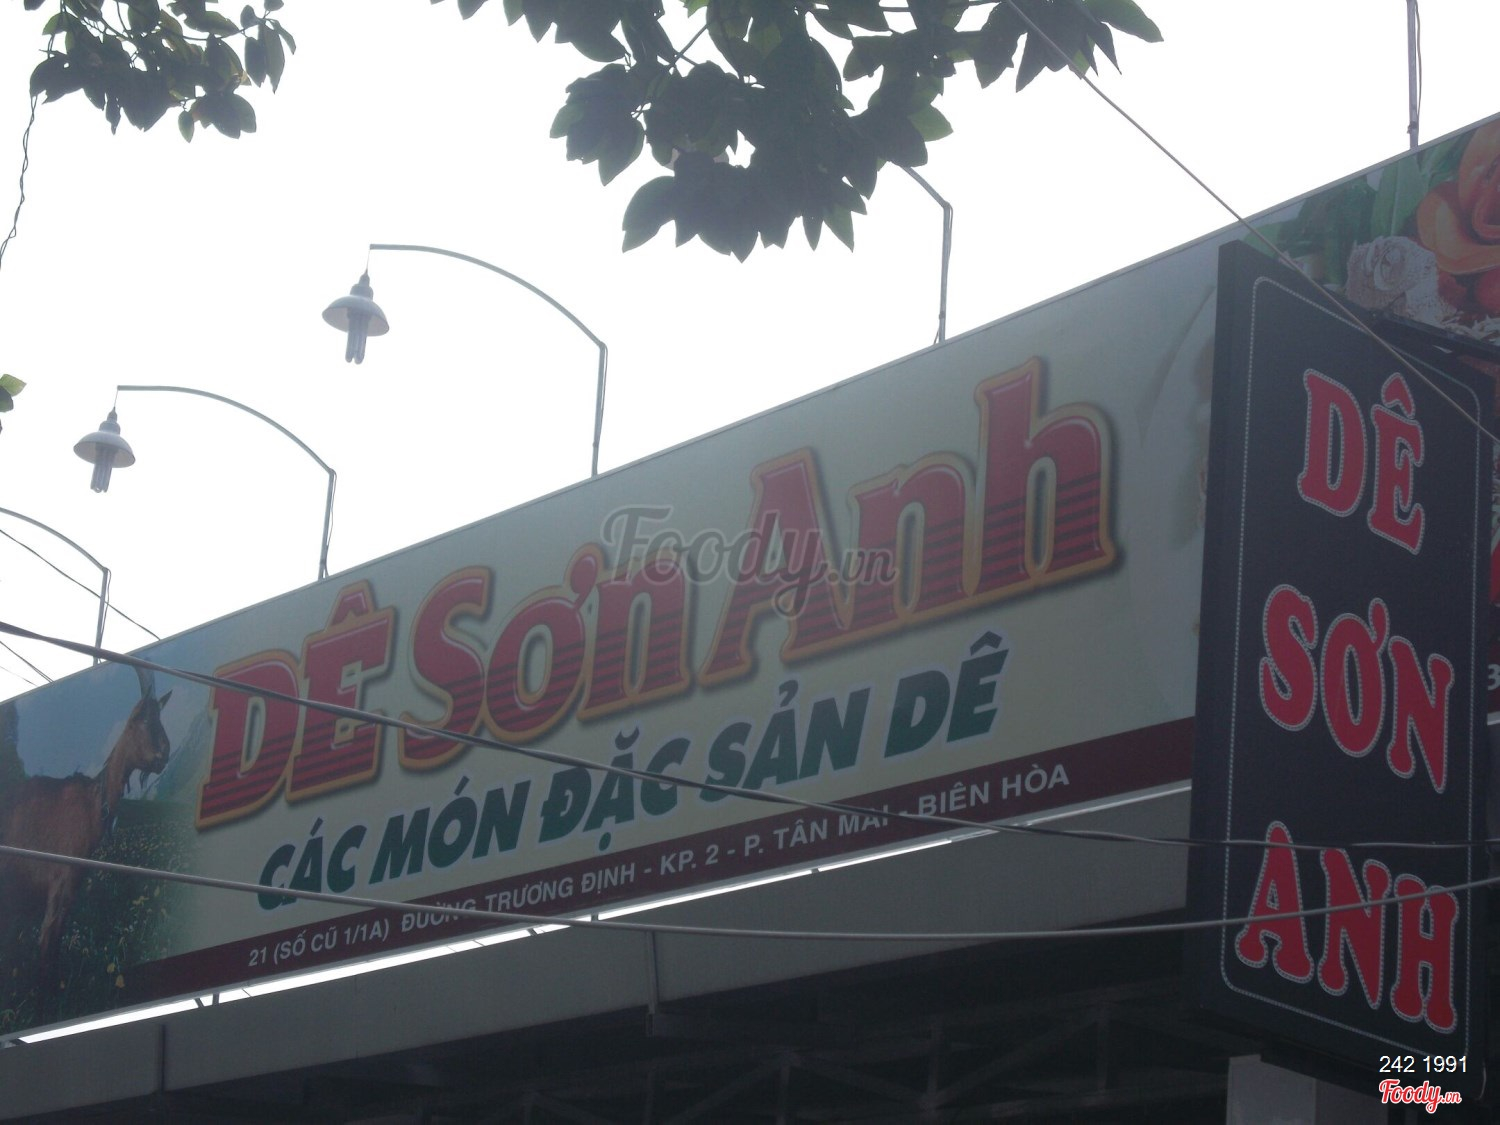 DÊ Sơn Anh
CÁC MÓN ĐẶC SẢN DÊ
21 (SỐ CŨ 1/1A) ĐƯỜNG TRƯƠNG ĐỊNH - KP. 2 - P. TÂN MAI - BIÊN HÒA
DÊ
SƠN
ANH
Foody.vn
242 1991
Foody.vn